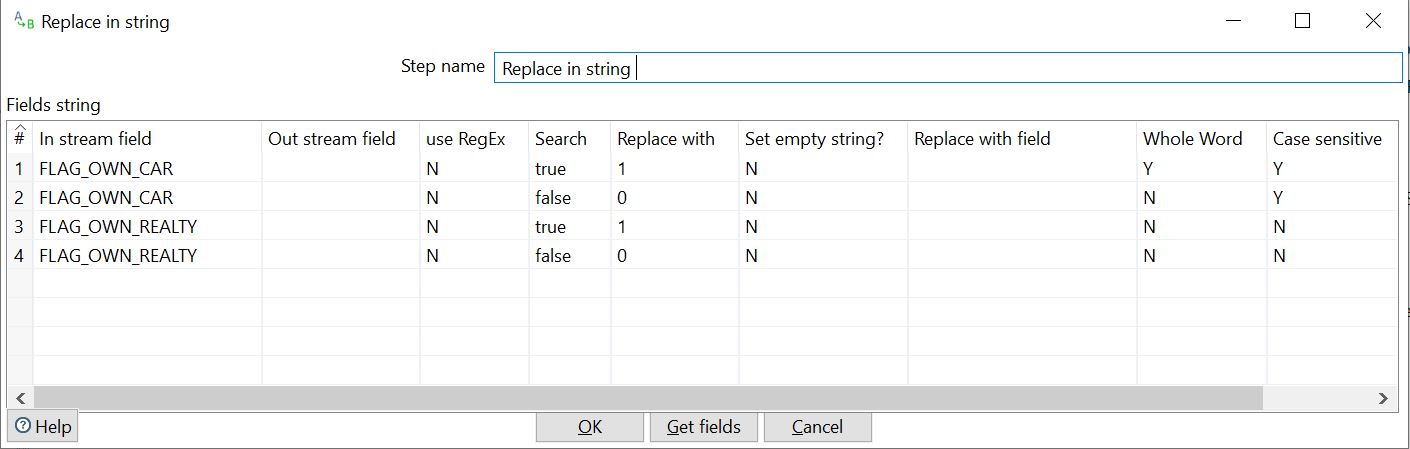 Replace in string
Step name Replace in string
Fields string
# In stream field Out stream field use RegEx Search Replace with Set empty string? Replace with field Whole Word Case sensitive
1 FLAG_OWN_CAR N true 1 N Y Y
2 FLAG_OWN_CAR N false 0 N N Y
3 FLAG_OWN_REALTY N true 1 N N N
4 FLAG_OWN_REALTY N false 0 N N N
Help OK Get fields Cancel